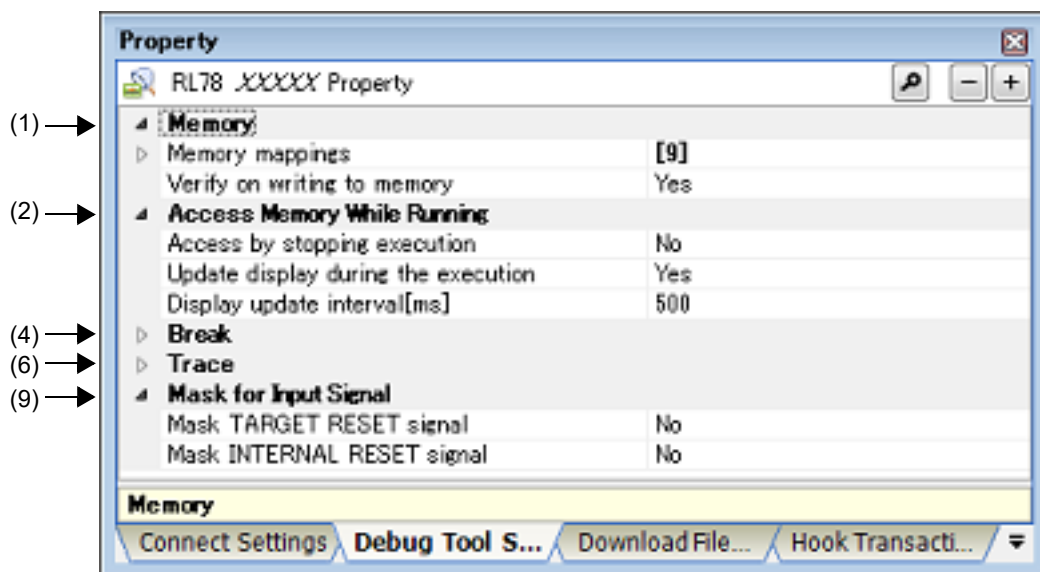 Property
RL78 XXXXX Property
(1) Memory
Memory mappings [9]
Verify on writing to memory Yes
(2) Access Memory While Running
Access by stopping execution No
Update display during the execution Yes
Display update interval[ms] 500
(4) Break
(6) Trace
(9) Mask for Input Signal
Mask TARGET RESET signal No
Mask INTERNAL RESET signal No
Memory
Connect Settings Debug Tool S... Download File... Hook Transacti...